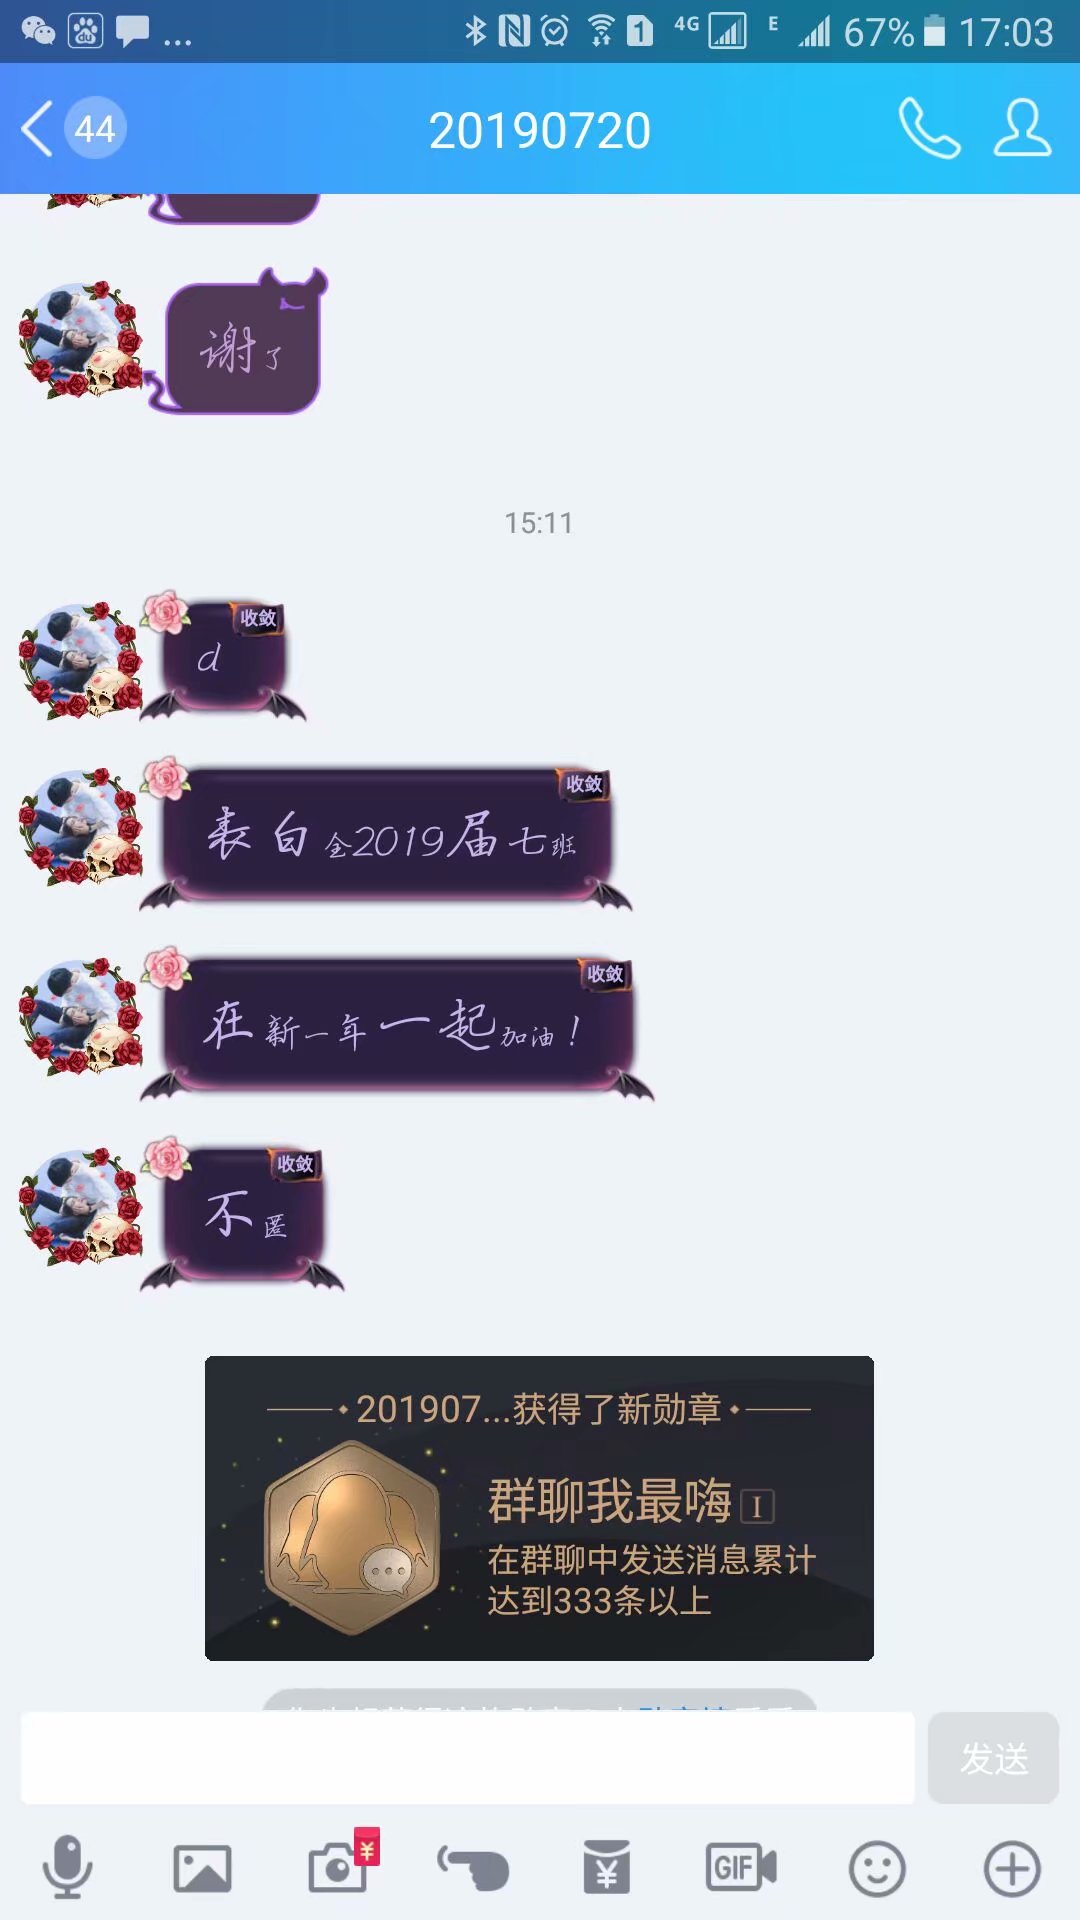 ...
1
4G
E
67%
17:03
44
20190720
谢了
15:11
收敛
d
收敛
表白全2019届七班
收敛
在新一年一起加油!
收敛
不匿
201907...获得了新勋章
群聊我最嗨 I
在群聊中发送消息累计
达到333条以上
发送
¥
¥
GIF